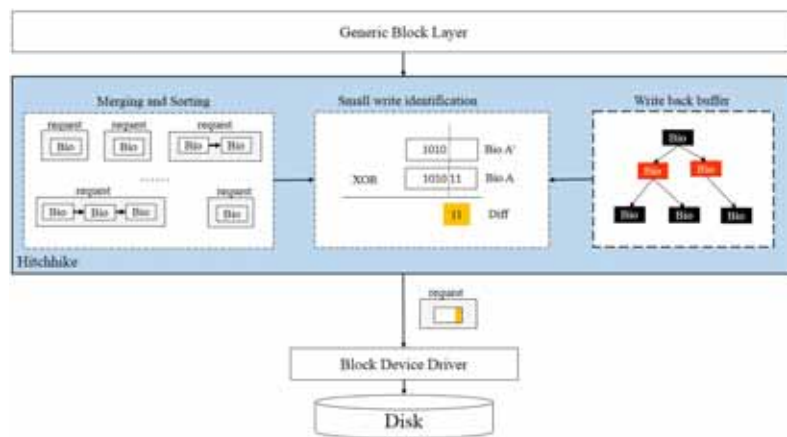 Generic Block Layer
Merging and Sorting
Small write identification
Write back buffer
request
request
request
Bio
Bio
Bio
Bio
......
request
request
Bio
Bio
Bio
Bio
XOR
1010
Bio A'
1010 11
Bio A
11
Diff
Bio
Bio
Bio
Bio
Bio
Bio
Hitchhike
request
Block Device Driver
Disk